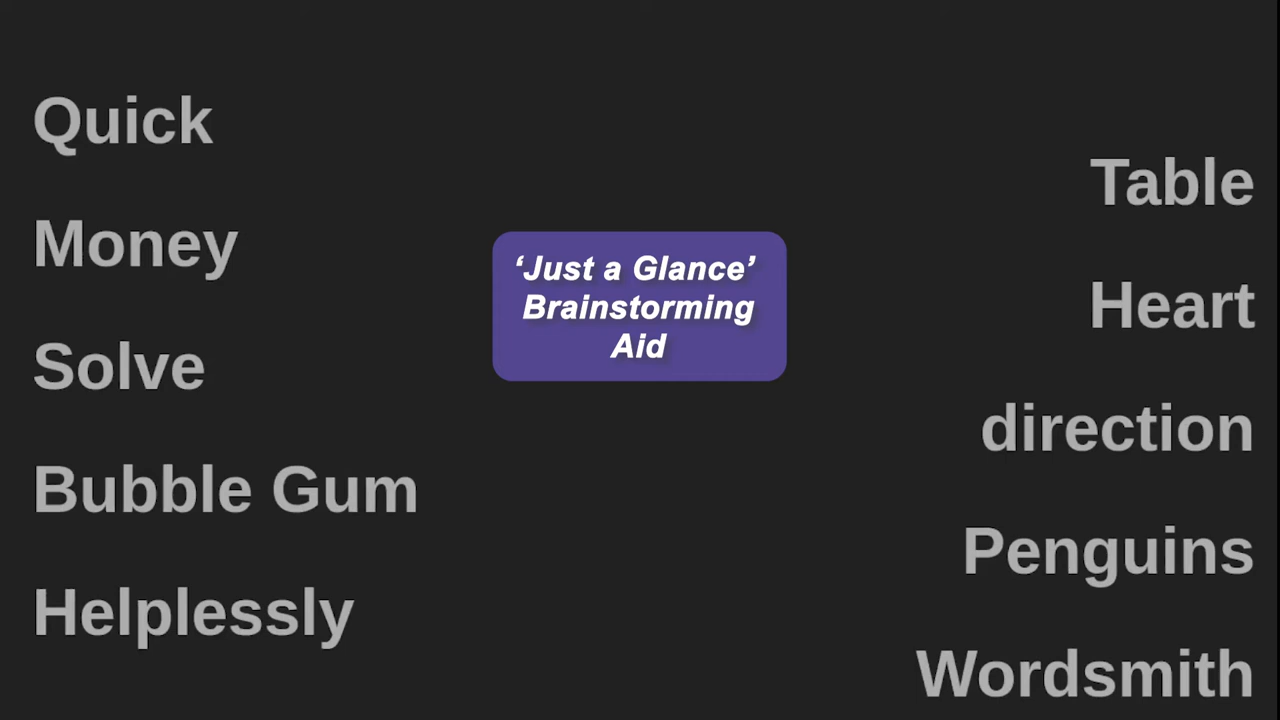 Quick
Money
Solve
Bubble Gum
Helplessly
‘Just a Glance’
Brainstorming
Aid
Table
Heart
direction
Penguins
Wordsmith